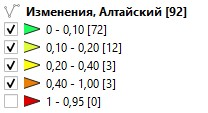 Изменения, Алтайский [92]
0 - 0,10 [72]
0,10 - 0,20 [12]
0,20 - 0,40 [3]
0,40 - 1,00 [3]
1 - 0,95 [0]